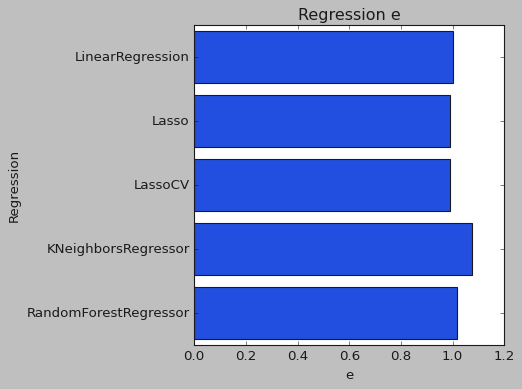 Regression e
LinearRegression
Lasso
LassoCV
KNeighborsRegressor
RandomForestRegressor
Regression
0.0 0.2 0.4 0.6 0.8 1.0 1.2
e